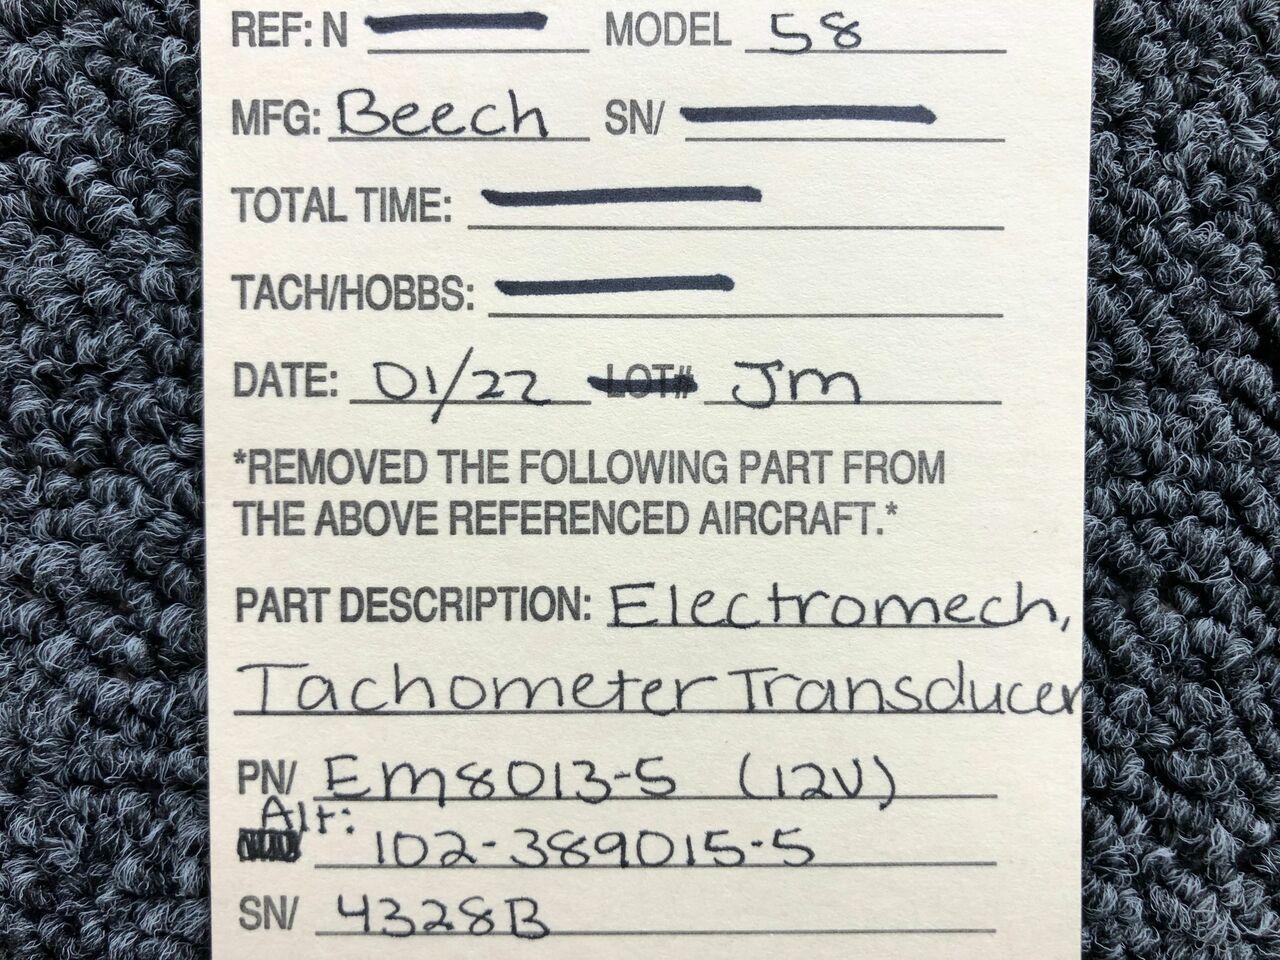 REF: N MODEL 58
MFG: Beech SN/
TOTAL TIME:
TACH/HOBBS:
DATE: 01/22 LOT# Jm
*REMOVED THE FOLLOWING PART FROM
THE ABOVE REFERENCED AIRCRAFT.*
PART DESCRIPTION: Electromech,
Tachometer Transducer
PN/ Em8013-5 (12V)
Alt: 102-389015-5
SN/ 4328B